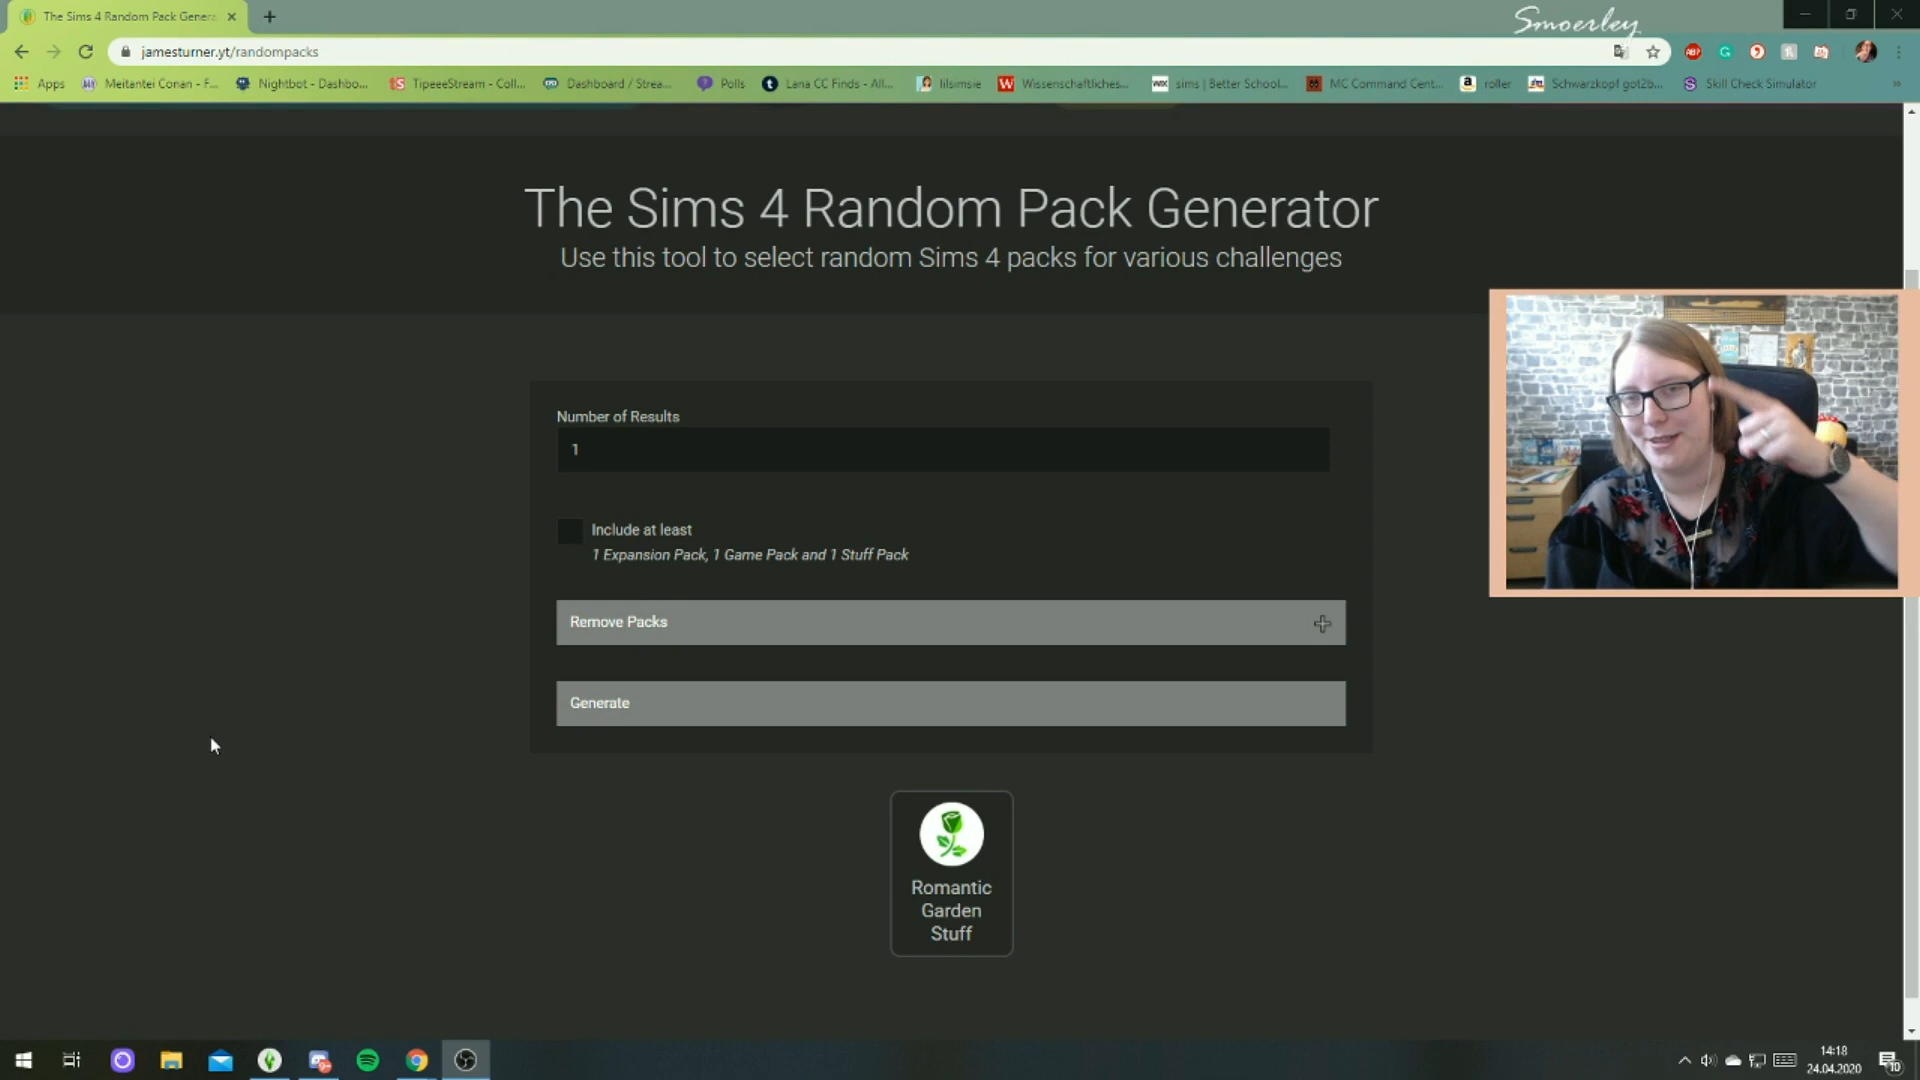 The Sims 4 Random Pack Genera
Smoerley
jamesturner.yt/randompacks
Apps
Meitantei Conan - F...
Nightbot - Dashbo...
TipeeeStream - Coll...
Dashboard / Strea...
Polls
Lana CC Finds - All...
lilsimsie
Wissenschaftliches...
sims | Better School...
MC Command Cent...
roller
Schwarzkopf got2b...
Skill Check Simulator
The Sims 4 Random Pack Generator
Use this tool to select random Sims 4 packs for various challenges
Number of Results
1
Include at least
1 Expansion Pack, 1 Game Pack and 1 Stuff Pack
Remove Packs
Generate
Romantic
Garden
Stuff
14:18
24.04.2020
10